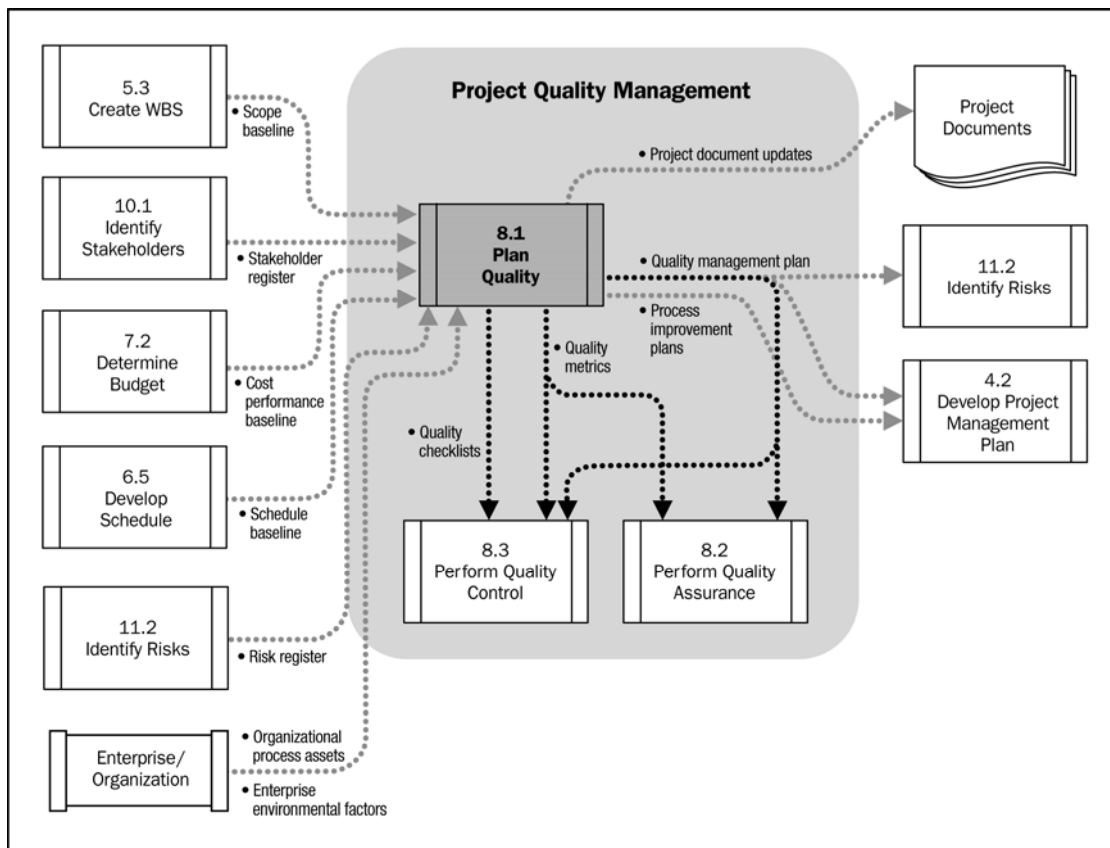 Project Quality Management
5.3
Create WBS
• Scope
baseline
10.1
Identify
Stakeholders
• Stakeholder
register
7.2
Determine
Budget
• Cost
performance
baseline
6.5
Develop
Schedule
• Schedule
baseline
11.2
Identify Risks
• Risk register
Enterprise/
Organization
• Organizational
process assets
• Enterprise
environmental factors
8.1
Plan
Quality
• Project document updates
• Quality management plan
• Process
improvement
plans
• Quality
metrics
• Quality
checklists
8.3
Perform Quality
Control
8.2
Perform Quality
Assurance
Project
Documents
11.2
Identify Risks
4.2
Develop Project
Management
Plan